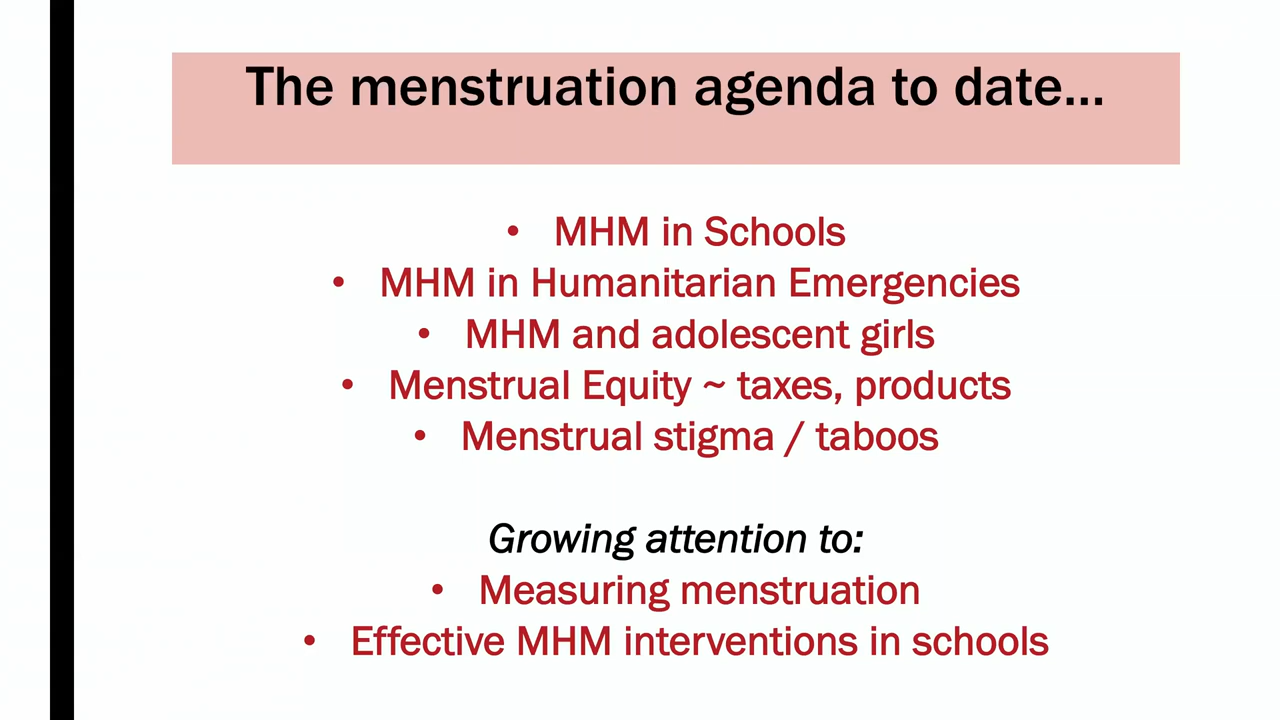 The menstruation agenda to date...
• MHM in Schools
• MHM in Humanitarian Emergencies
• MHM and adolescent girls
• Menstrual Equity ~ taxes, products
• Menstrual stigma / taboos
Growing attention to:
• Measuring menstruation
• Effective MHM interventions in schools